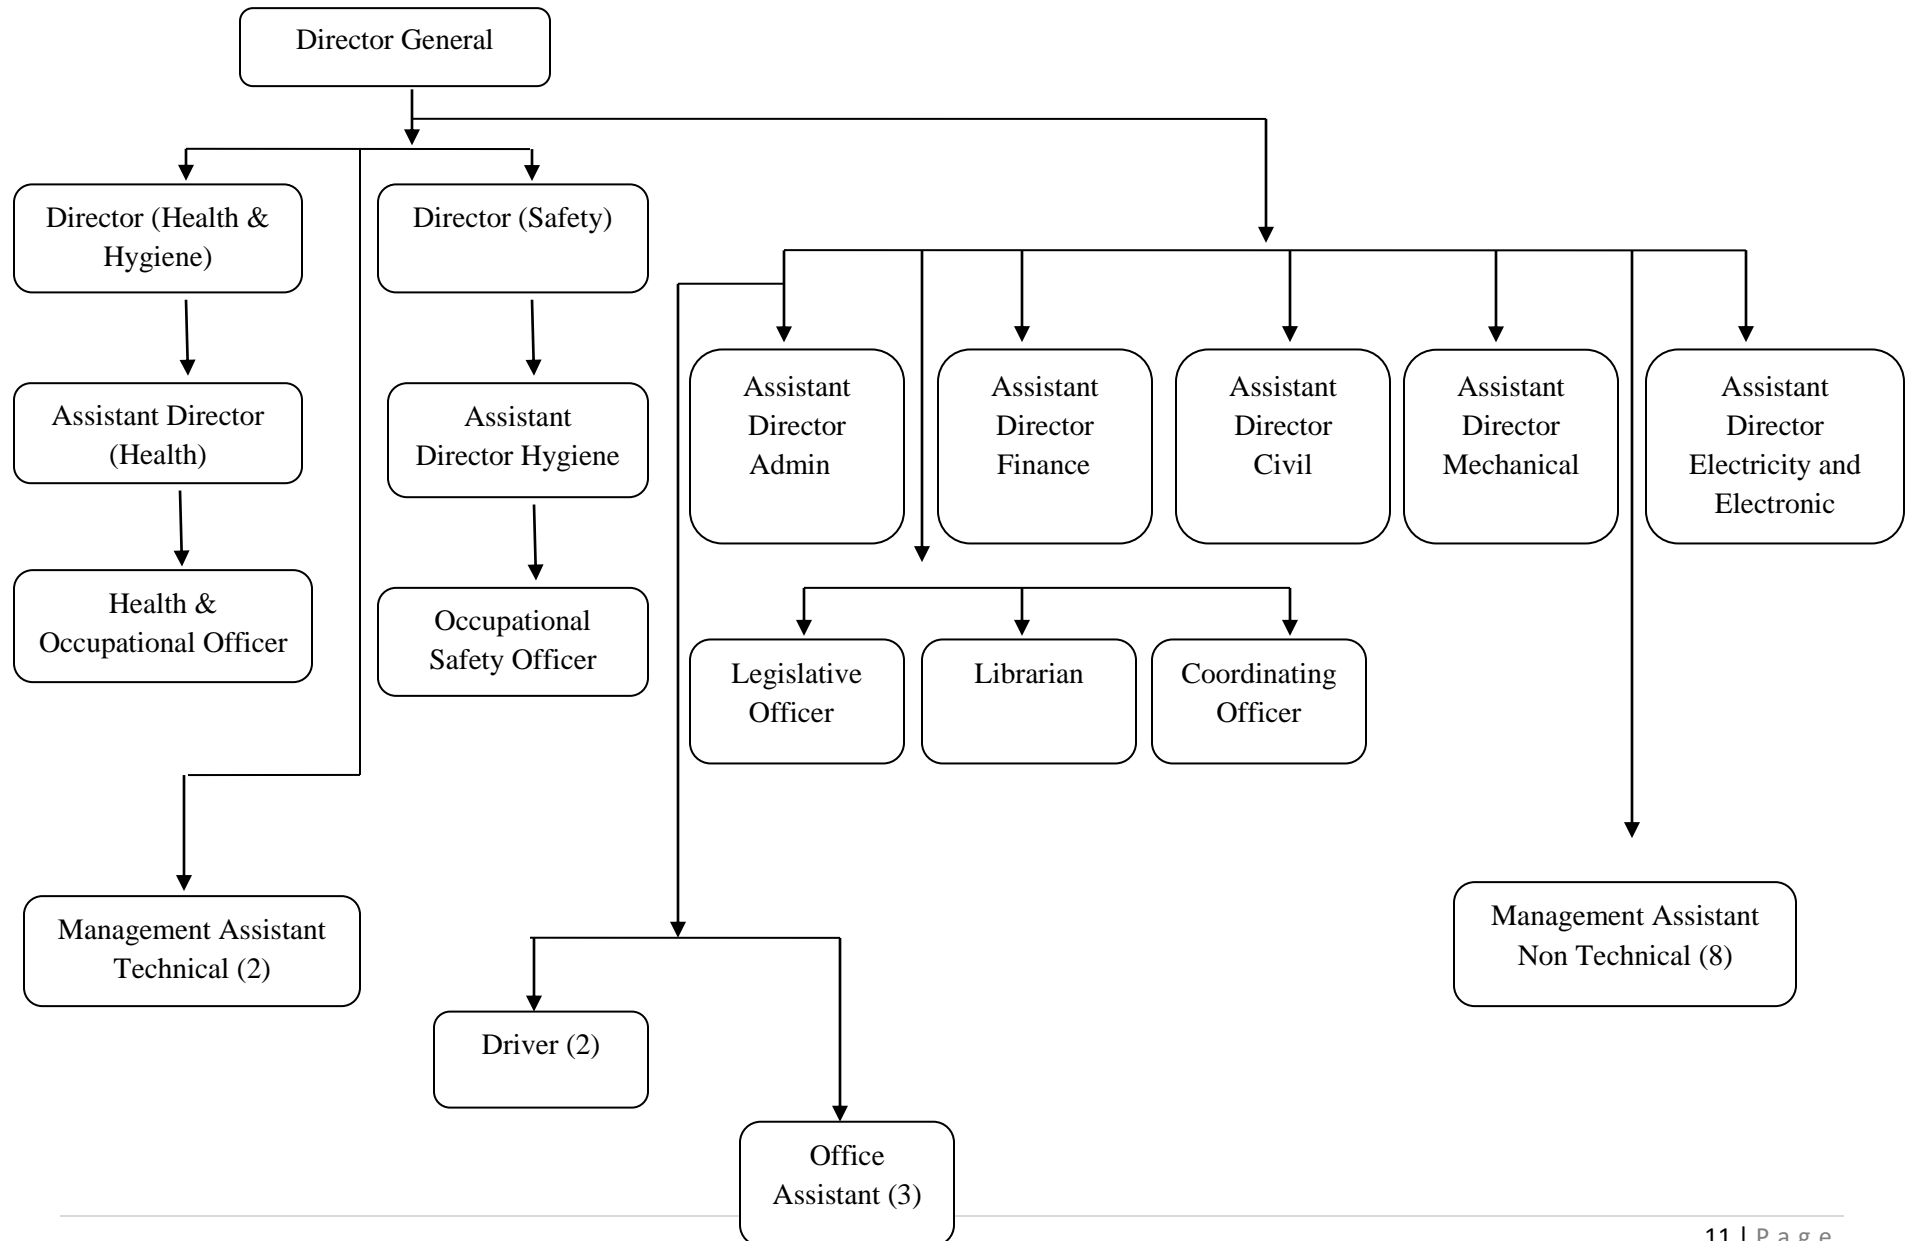 Director General
Director (Health &
Hygiene)
Director (Safety)
Assistant Director
(Health)
Assistant
Director Hygiene
Assistant
Director
Admin
Assistant
Director
Finance
Assistant
Director
Civil
Assistant
Director
Mechanical
Assistant
Director
Electricity and
Electronic
Health &
Occupational Officer
Occupational
Safety Officer
Legislative
Officer
Librarian
Coordinating
Officer
Management Assistant
Technical (2)
Management Assistant
Non Technical (8)
Driver (2)
Office
Assistant (3)
11 | Page